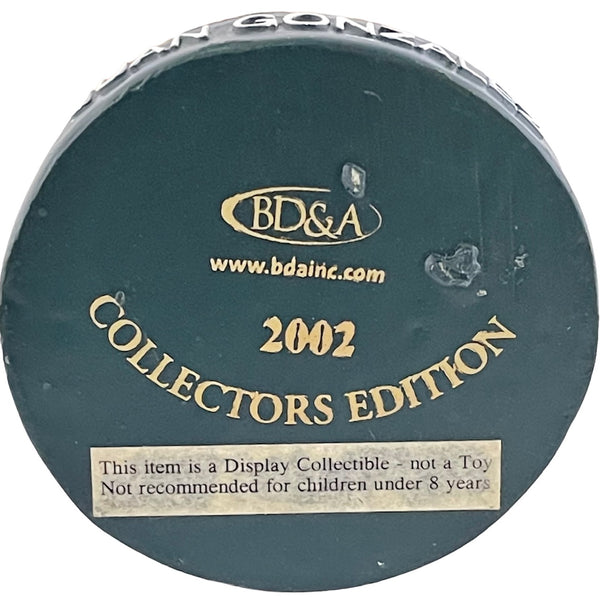 GONZAL
BD&A
www.bdainc.com
2002
COLLECTORS EDITION
This item is a Display Collectible - not a Toy
Not recommended for children under 8 years